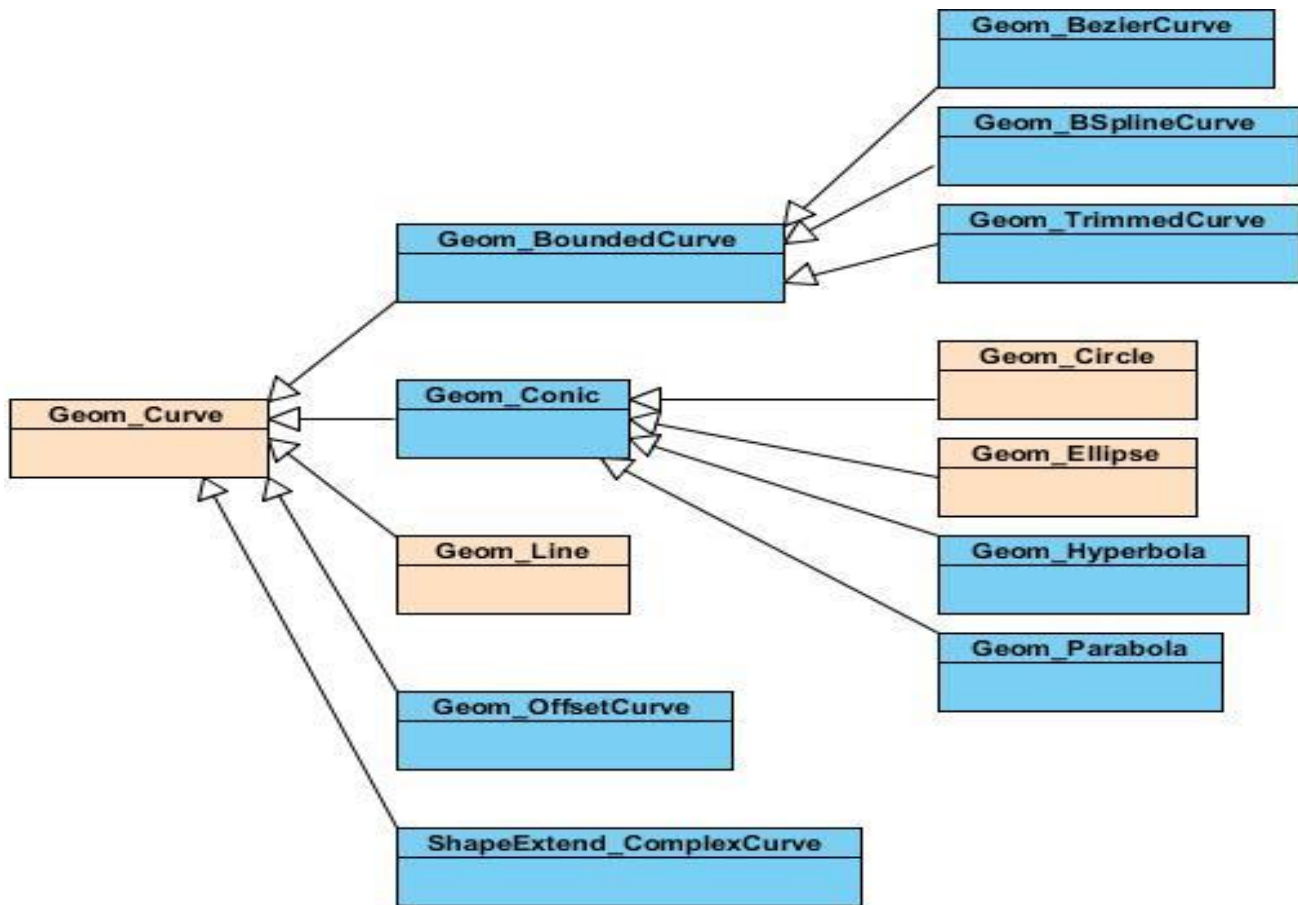 Geom_BezierCurve
Geom_BSplineCurve
Geom_TrimmedCurve
Geom_BoundedCurve
Geom_Circle
Geom_Conic
Geom_Curve
Geom_Ellipse
Geom_Line
Geom_Hyperbola
Geom_Parabola
Geom_OffsetCurve
ShapeExtend_ComplexCurve